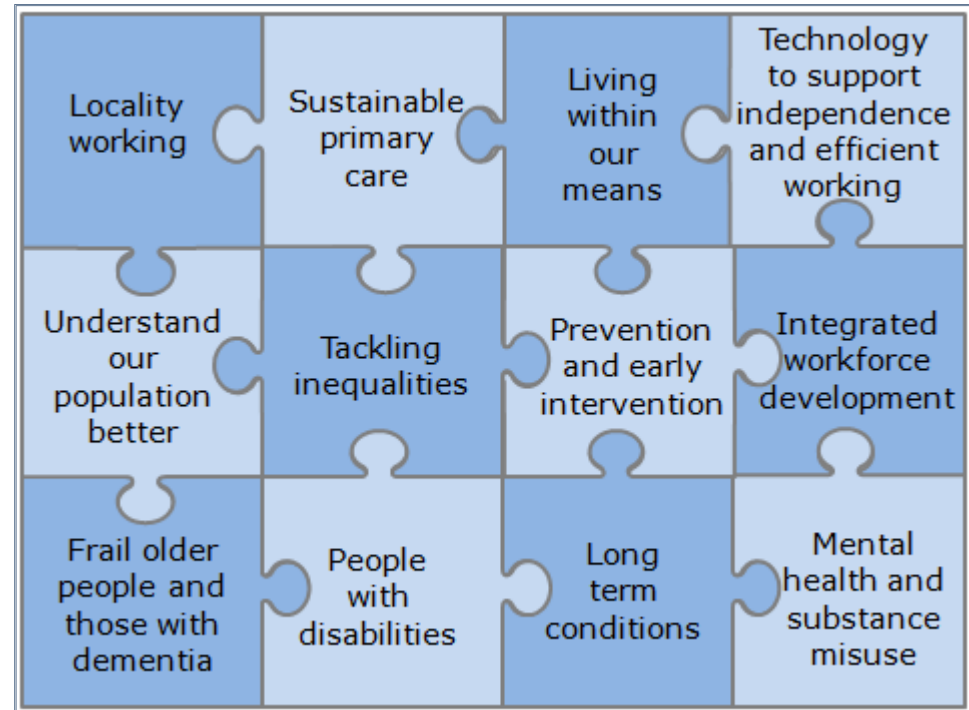 Locality
working
Sustainable
primary
care
Living
within
our
means
Technology
to support
independence
and efficient
working
Understand
our
population
better
Tackling
inequalities
Prevention
and early
intervention
Integrated
workforce
development
Frail older
people and
those with
dementia
People
with
disabilities
Long
term
conditions
Mental
health and
substance
misuse